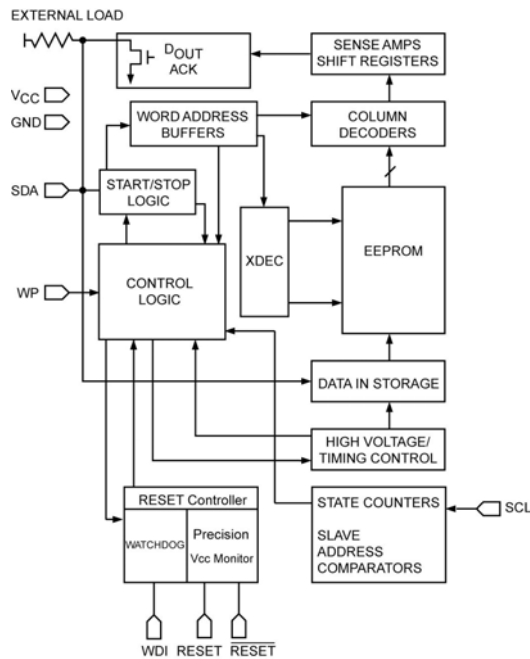 EXTERNAL LOAD
DOUT
ACK
SENSE AMPS
SHIFT REGISTERS
VCC
GND
WORD ADDRESS
BUFFERS
COLUMN
DECODERS
SDA
START/STOP
LOGIC
XDEC
EEPROM
WP
CONTROL
LOGIC
DATA IN STORAGE
HIGH VOLTAGE/
TIMING CONTROL
RESET Controller
WATCHDOG
Precision
Vcc Monitor
STATE COUNTERS
SLAVE
ADDRESS
COMPARATORS
SCL
WDI
RESET
RESET